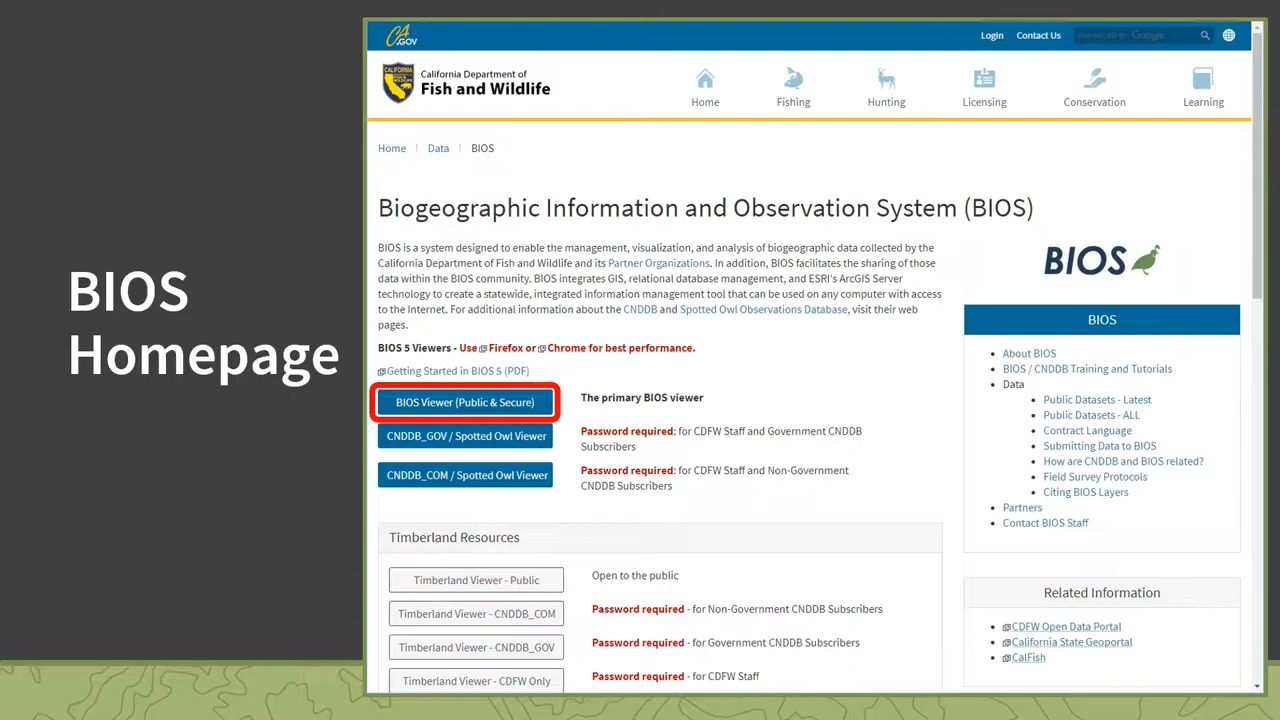 BIOS
Homepage
CA
.GOV
Login Contact Us Google
California Department of
Fish and Wildlife
Home Fishing Hunting Licensing Conservation Learning
Home Data BIOS
Biogeographic Information and Observation System (BIOS)
BIOS is a system designed to enable the management, visualization, and analysis of biogeographic data collected by the
California Department of Fish and Wildlife and its Partner Organizations. In addition, BIOS facilitates the sharing of those
data within the BIOS community. BIOS integrates GIS, relational database management, and ESRI's ArcGIS Server
technology to create a statewide, integrated information management tool that can be used on any computer with access
to the Internet. For additional information about the CNDDB and Spotted Owl Observations Database, visit their web
pages.
BIOS 5 Viewers - Use Firefox or Chrome for best performance.
Getting Started in BIOS 5 (PDF)
BIOS Viewer (Public & Secure) The primary BIOS viewer
CNDDB_GOV / Spotted Owl Viewer Password required: for CDFW Staff and Government CNDDB
Subscribers
CNDDB_COM / Spotted Owl Viewer Password required: for CDFW Staff and Non-Government
CNDDB Subscribers
Timberland Resources
Timberland Viewer - Public Open to the public
Timberland Viewer - CNDDB_COM Password required - for Non-Government CNDDB Subscribers
Timberland Viewer - CNDDB_GOV Password required - for Government CNDDB Subscribers
Timberland Viewer - CDFW Only Password required - for CDFW Staff
BIOS
BIOS
About BIOS
BIOS / CNDDB Training and Tutorials
Data
Public Datasets - Latest
Public Datasets - ALL
Contract Language
Submitting Data to BIOS
How are CNDDB and BIOS related?
Field Survey Protocols
Citing BIOS Layers
Partners
Contact BIOS Staff
Related Information
CDFW Open Data Portal
California State Geoportal
CalFish